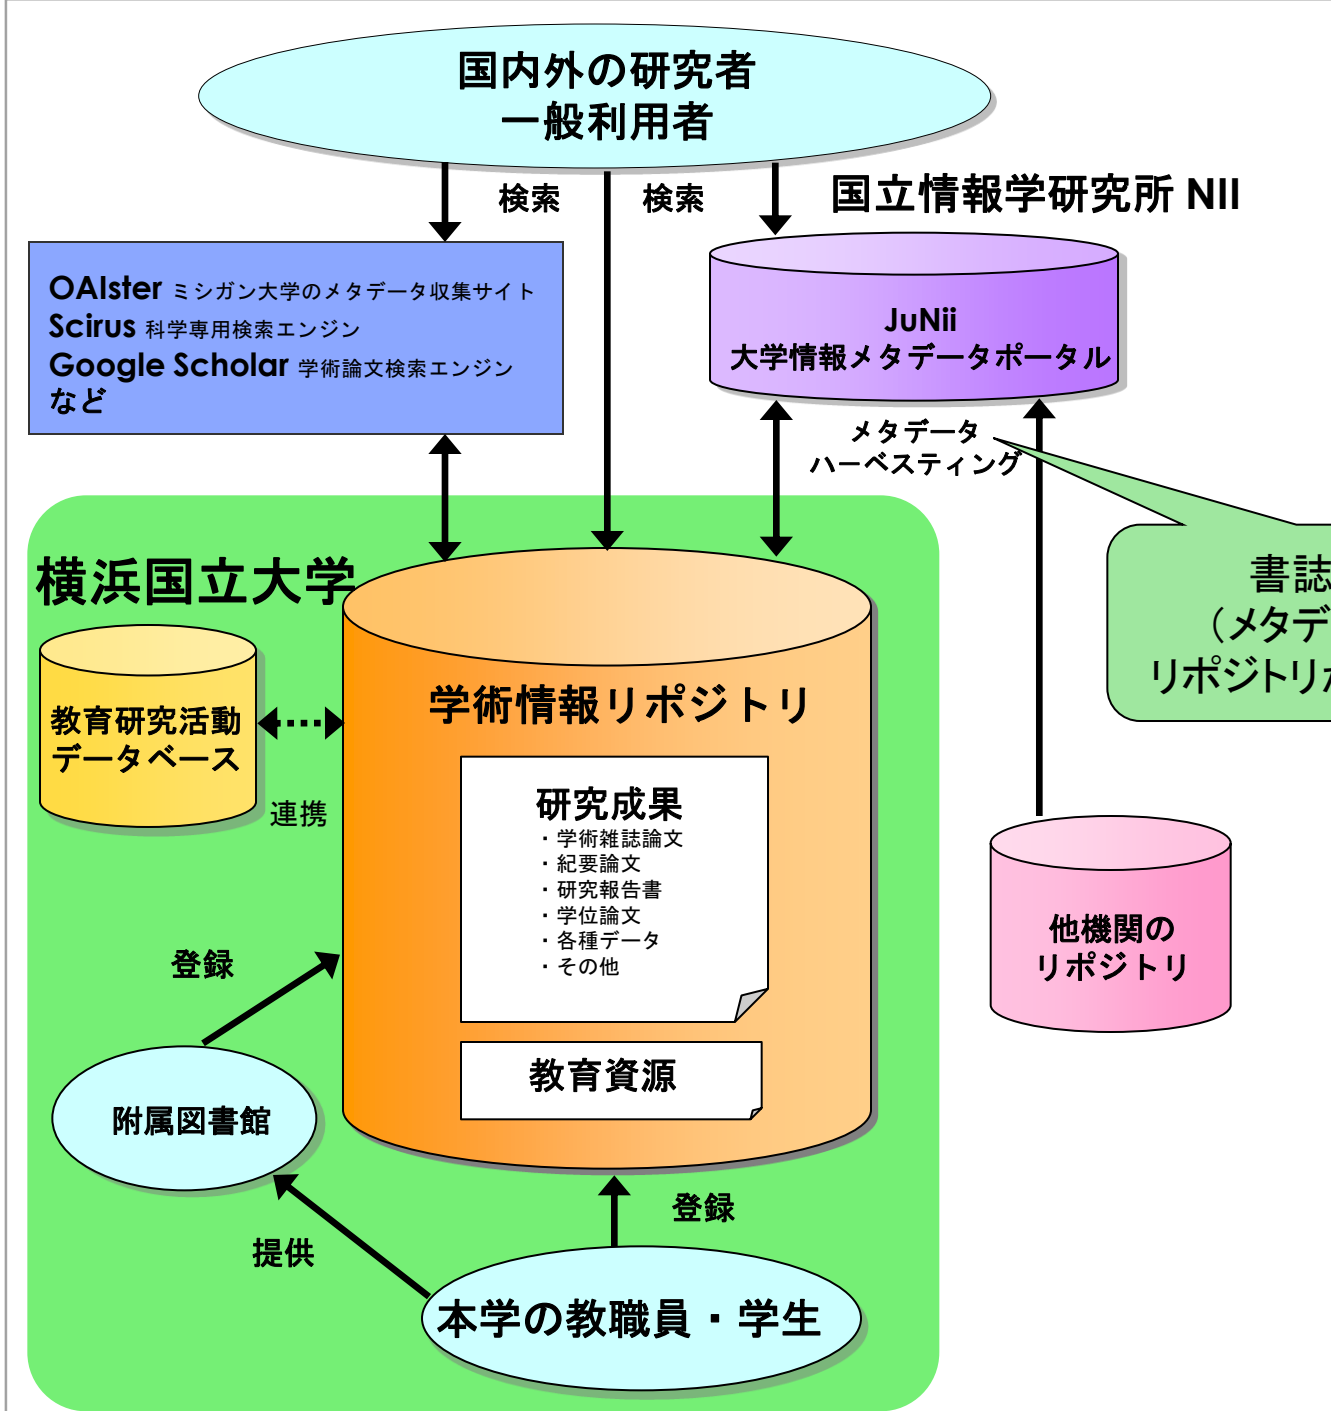 国内外の研究者
一般利用者
検索
検索
国立情報学研究所 NII
OAIster ミシガン大学のメタデータ収集サイト
Scirus 科学専用検索エンジン
Google Scholar 学術論文検索エンジン
など
JuNii
大学情報メタデータポータル
メタデータ
ハーベスティング
書誌
（メタデ
リポジトリ
横浜国立大学
教育研究活動
データベース
連携
学術情報リポジトリ
研究成果
・学術雑誌論文
・紀要論文
・研究報告書
・学位論文
・各種データ
・その他
教育資源
他機関の
リポジトリ
登録
附属図書館
提供
登録
本学の教職員・学生